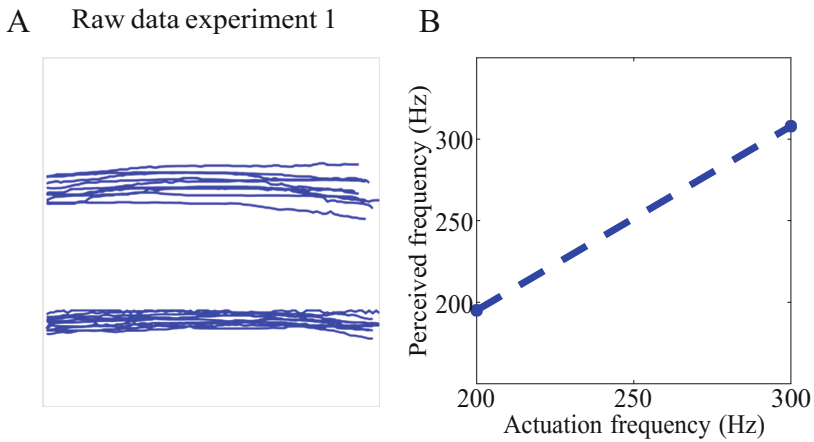 A Raw data experiment 1
B
Perceived frequency (Hz)
300
250
200
200 250 300
Actuation frequency (Hz)